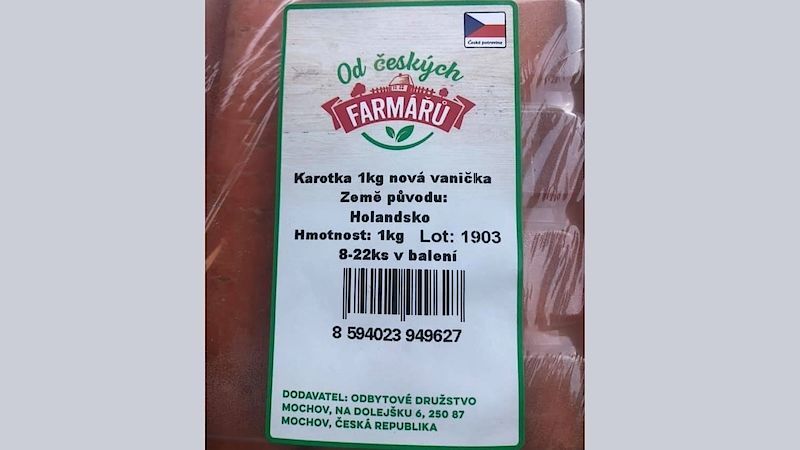 Česká potravina
Od českých
FARMÁŘŮ
Karotka 1kg nová vanička
Země původu:
Holandsko
Hmotnost: 1kg Lot: 1903
8-22ks v balení
8 594023 949627
DODAVATEL: ODBYTOVÉ DRUŽSTVO
MOCHOV, NA DOLEJŠKU 6, 250 87
MOCHOV, ČESKÁ REPUBLIKA